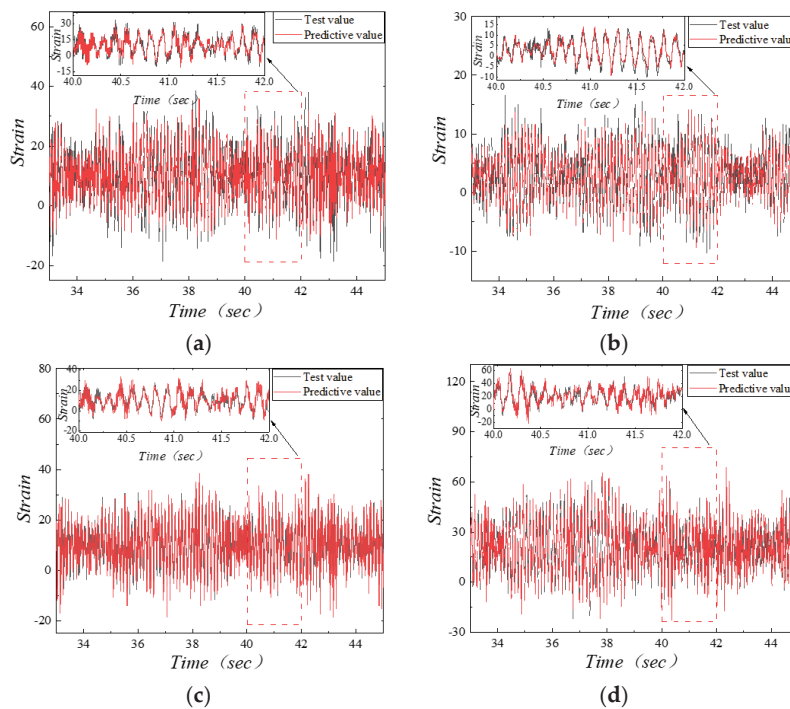 Test value
Predictive value
Strain
30
15
0
-15
40.0 40.5 41.0 41.5 42.0
Time (sec)
60
40
20
0
-20
Strain
34 36 38 40 42 44
Time (sec)
(a)
Test value
Predictive value
Strain
15
10
5
0
-5
-10
40.0 40.5 41.0 41.5 42.0
Time (sec)
30
20
10
0
-10
Strain
34 36 38 40 42 44
Time (sec)
(b)
Test value
Predictive value
Strain
40
20
0
-20
40.0 40.5 41.0 41.5 42.0
Time (sec)
80
60
40
20
0
-20
Strain
34 36 38 40 42 44
Time (sec)
(c)
Test value
Predictive value
Strain
60
40
20
0
-20
40.0 40.5 41.0 41.5 42.0
Time (sec)
120
90
60
30
0
-30
Strain
34 36 38 40 42 44
Time (sec)
(d)